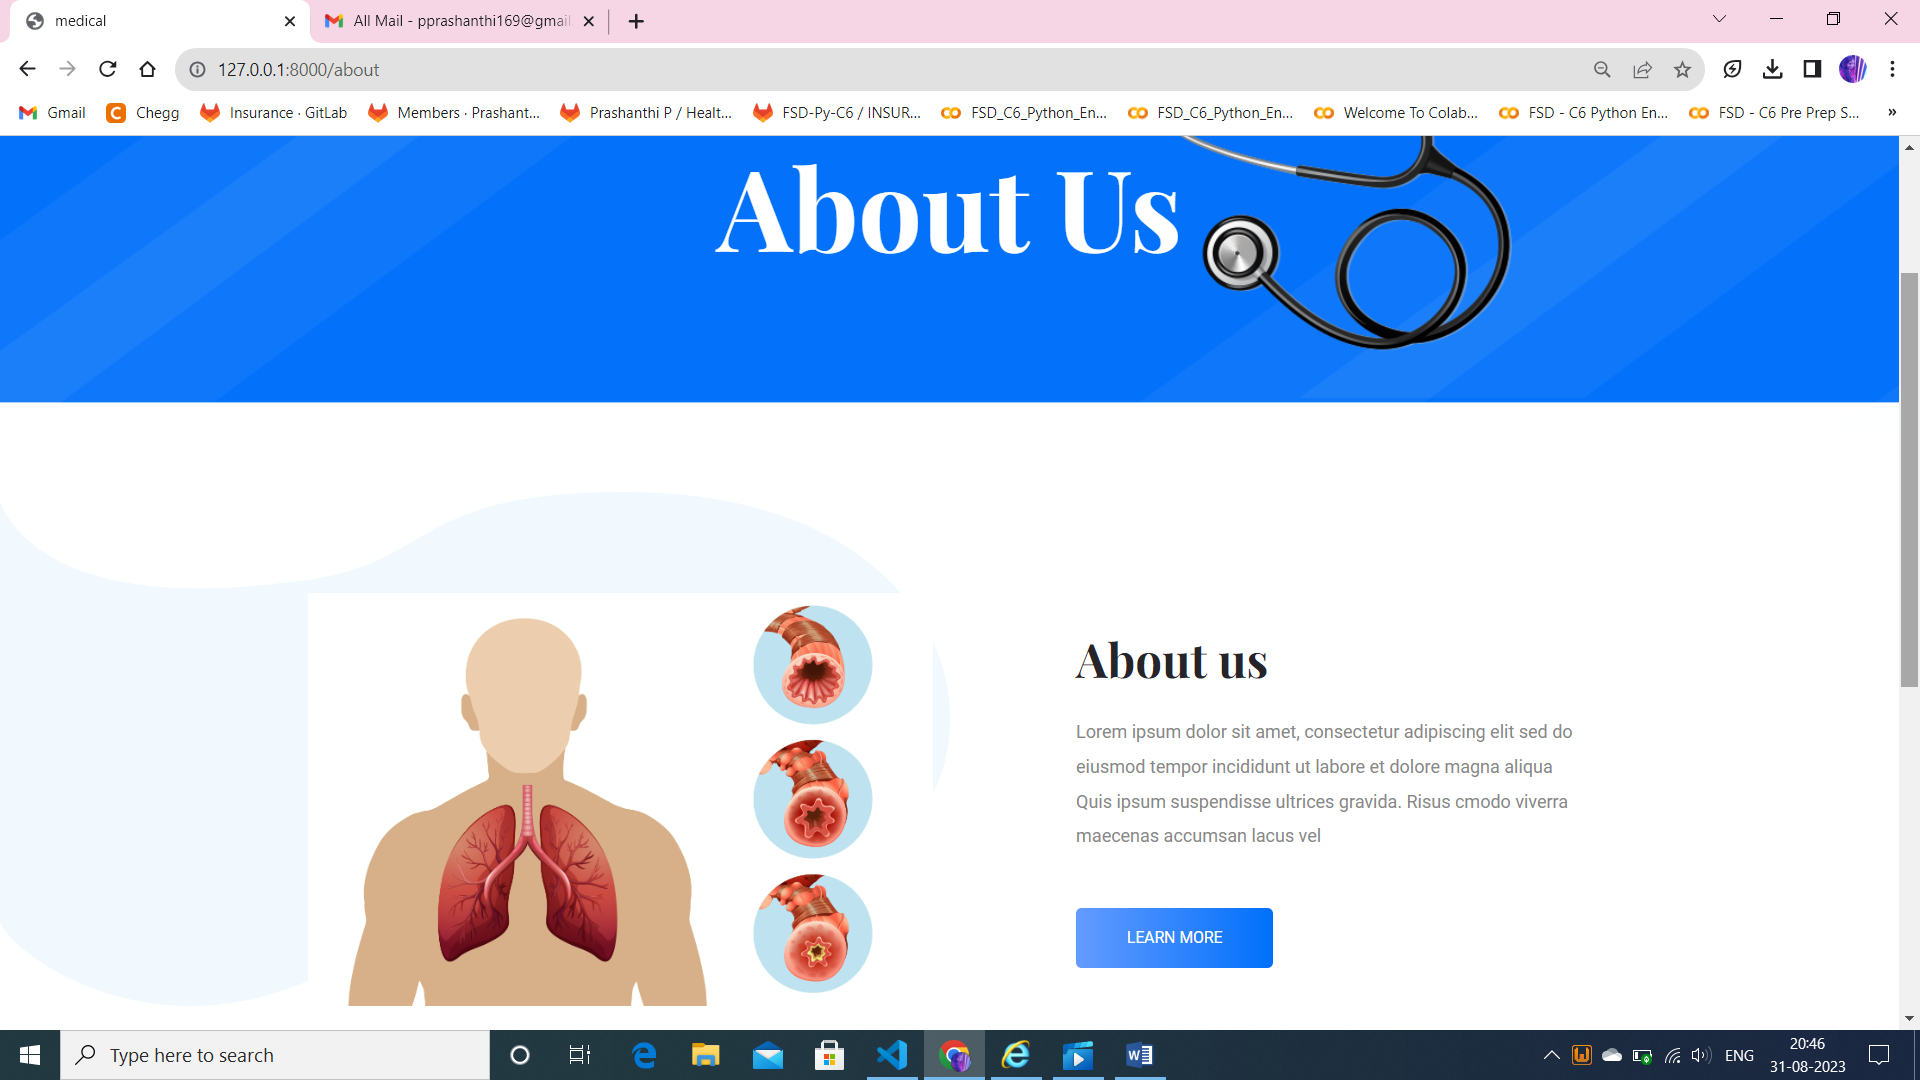 medical
All Mail - pprashanthi169@gmail.
127.0.0.1:8000/about
Gmail
Chegg
Insurance · GitLab
Members · Prashant...
Prashanthi P / Healt...
FSD-Py-C6 / INSUR...
FSD_C6_Python_En...
FSD_C6_Python_En...
Welcome To Colab...
FSD - C6 Python En...
FSD - C6 Pre Prep S...
»
About Us
About us
Lorem ipsum dolor sit amet, consectetur adipiscing elit sed do
eiusmod tempor incididunt ut labore et dolore magna aliqua
Quis ipsum suspendisse ultrices gravida. Risus cmodo viverra
maecenas accumsan lacus vel
LEARN MORE
Type here to search
ENG
20:46
31-08-2023